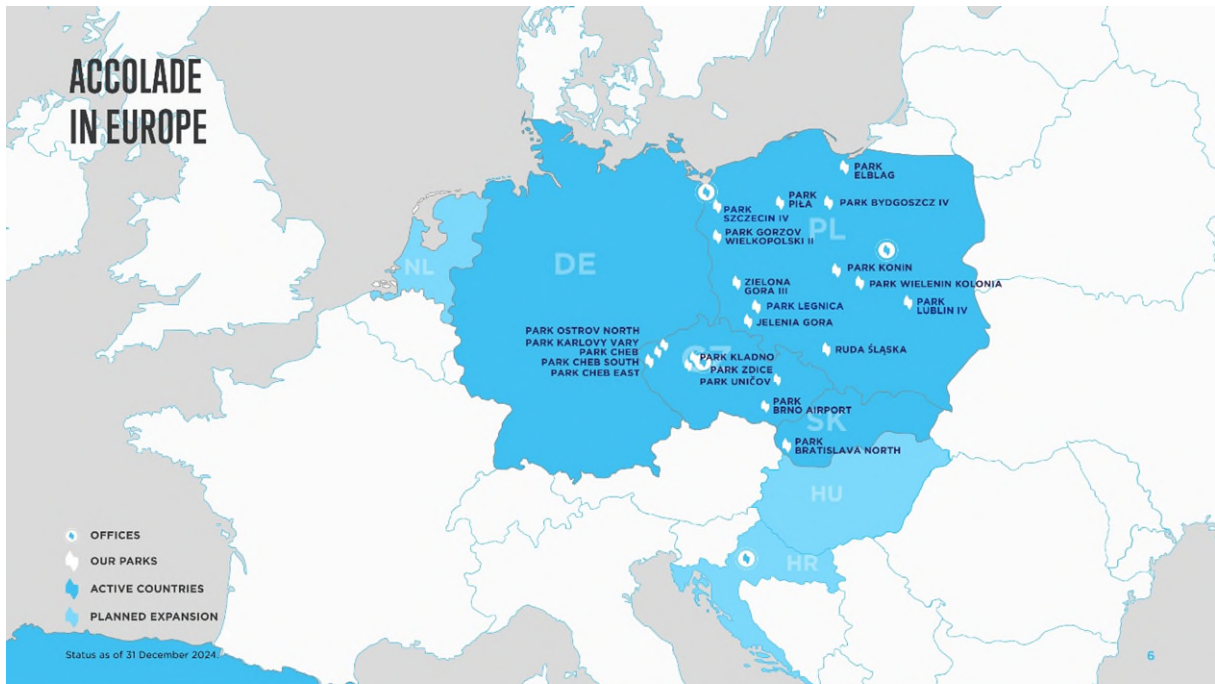 ACCOLADE
IN EUROPE
PARK
ELBLAG
PARK
PIŁA
PARK BYDGOSZCZ IV
PARK
SZCZECIN IV
PL
PARK GORZOV
WIELKOPOLSKI II
NL
DE
PARK KONIN
ZIELONA
GORA III
PARK WIELENIN KOLONIA
PARK LEGNICA
PARK
LUBLIN IV
JELENIA GORA
PARK OSTROV NORTH
PARK KARLOVY VARY
PARK CHEB
PARK CHEB SOUTH
PARK CHEB EAST
CZ
PARK KLADNO
PARK ZDICE
PARK UNIČOV
RUDA ŚLĄSKA
PARK
BRNO AIRPORT
SK
PARK
BRATISLAVA NORTH
HU
HR
OFFICES
OUR PARKS
ACTIVE COUNTRIES
PLANNED EXPANSION
Status as of 31 December 2024.
6